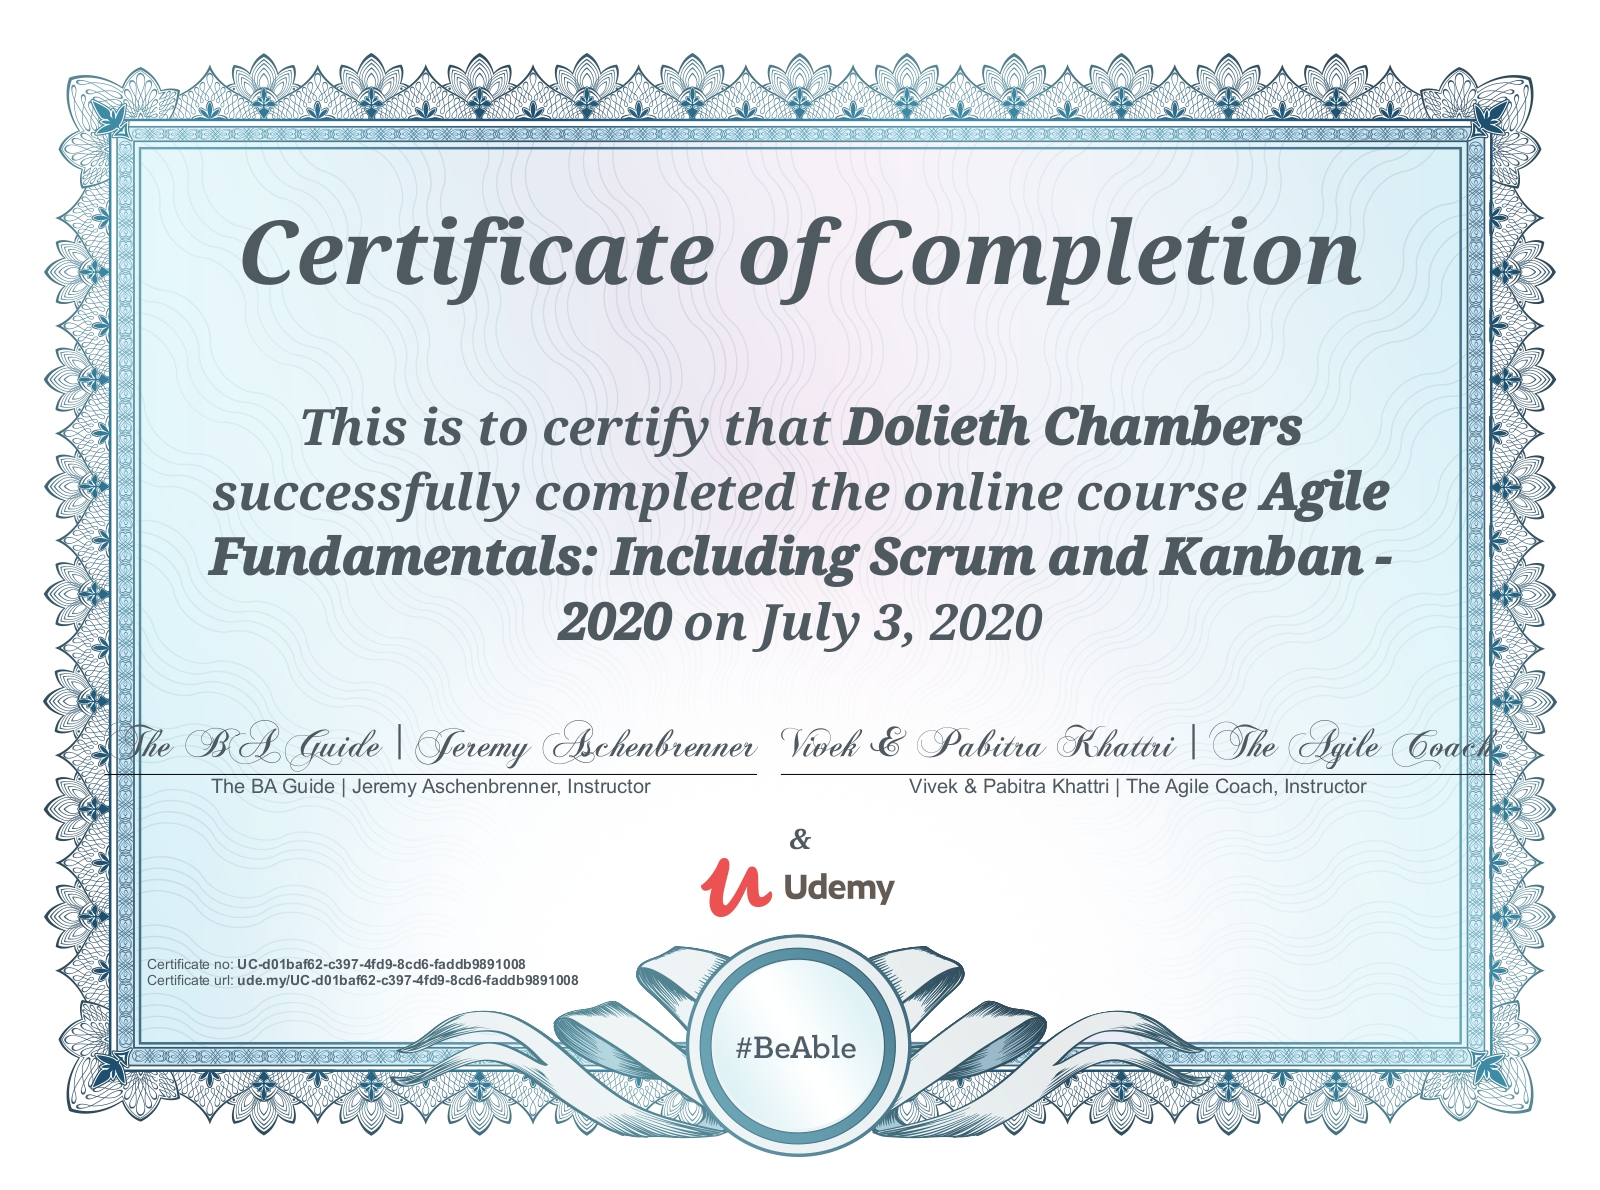 Certificate of Completion
This is to certify that Dolieth Chambers
successfully completed the online course Agile
Fundamentals: Including Scrum and Kanban -
2020 on July 3, 2020
The BA Guide | Jeremy Aschenbrenner
Vivek & Pabitra Khattri | The Agile Coach
The BA Guide | Jeremy Aschenbrenner, Instructor
Vivek & Pabitra Khattri | The Agile Coach, Instructor
&
Udemy
Certificate no: UC-d01baf62-c397-4fd9-8cd6-faddb9891008
Certificate url: ude.my/UC-d01baf62-c397-4fd9-8cd6-faddb9891008
#BeAble